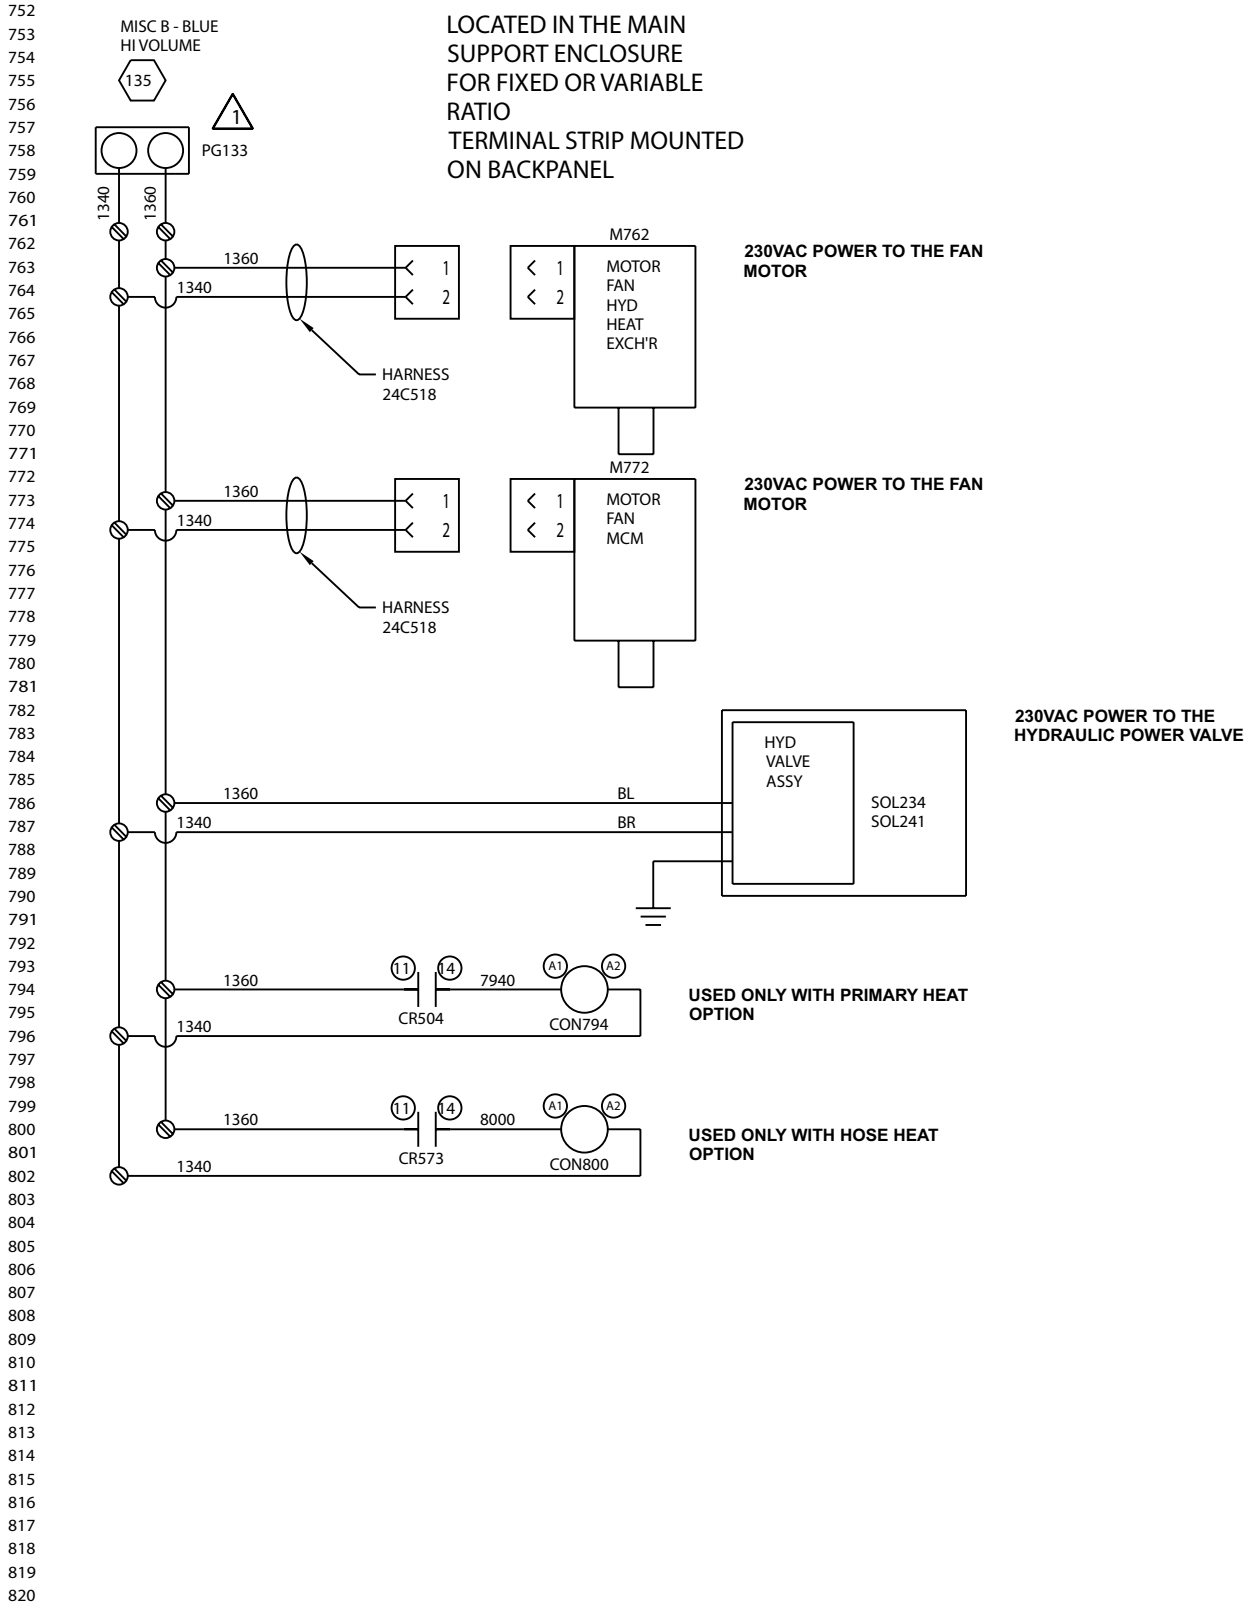 752
753
754
755
756
757
758
759
760
761
762
763
764
765
766
767
768
769
770
771
772
773
774
775
776
777
778
779
780
781
782
783
784
785
786
787
788
789
790
791
792
793
794
795
796
797
798
799
800
801
802
803
804
805
806
807
808
809
810
811
812
813
814
815
816
817
818
819
820
MISC B - BLUE
HI VOLUME
135
1
PG133
1340
1360
LOCATED IN THE MAIN
SUPPORT ENCLOSURE
FOR FIXED OR VARIABLE
RATIO
TERMINAL STRIP MOUNTED
ON BACKPANEL
1360
1340
1
2
HARNESS
24C518
M762
1
2
MOTOR
FAN
HYD
HEAT
EXCH'R
230VAC POWER TO THE FAN
MOTOR
1360
1340
1
2
HARNESS
24C518
M772
1
2
MOTOR
FAN
MCM
230VAC POWER TO THE FAN
MOTOR
1360
BL
1340
BR
HYD
VALVE
ASSY
SOL234
SOL241
230VAC POWER TO THE
HYDRAULIC POWER VALVE
1360
11
14
CR504
7940
A1
A2
CON794
1340
USED ONLY WITH PRIMARY HEAT
OPTION
1360
11
14
CR573
8000
A1
A2
CON800
1340
USED ONLY WITH HOSE HEAT
OPTION